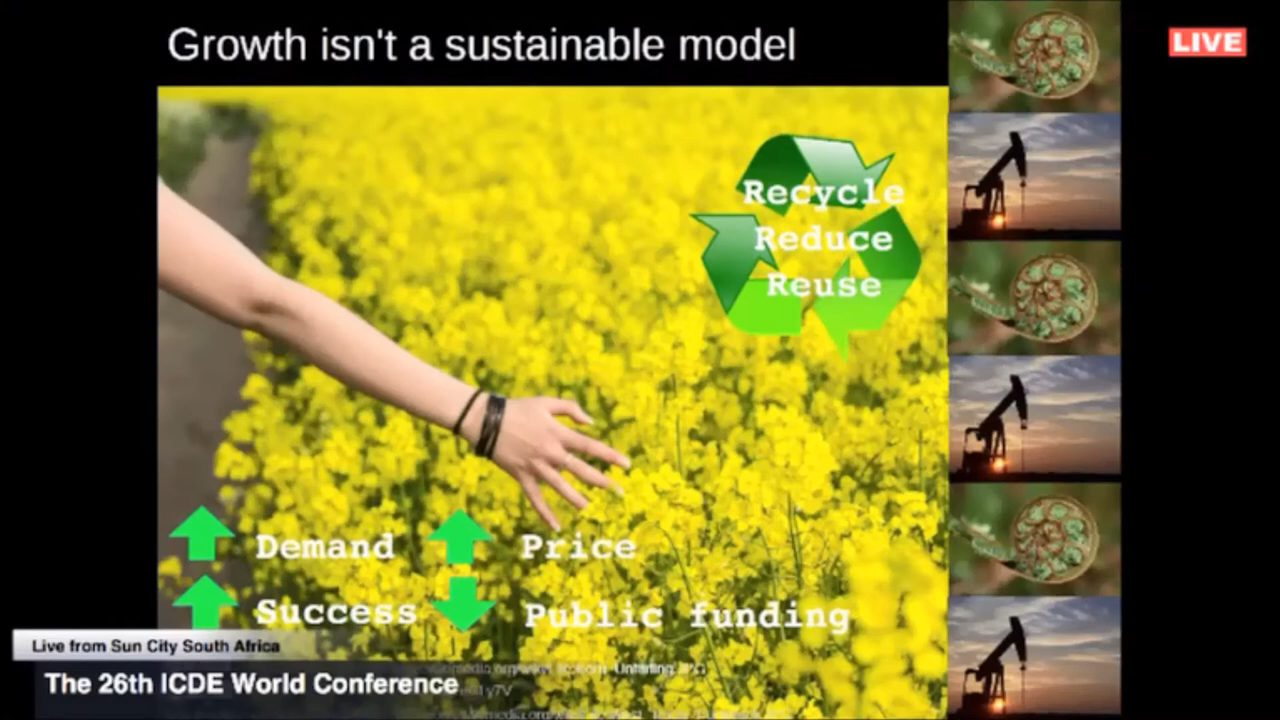 Growth isn't a sustainable model
LIVE
Recycle
Reduce
Reuse
Demand
Price
Success
Public funding
Live from Sun City South Africa
The 26th ICDE World Conference